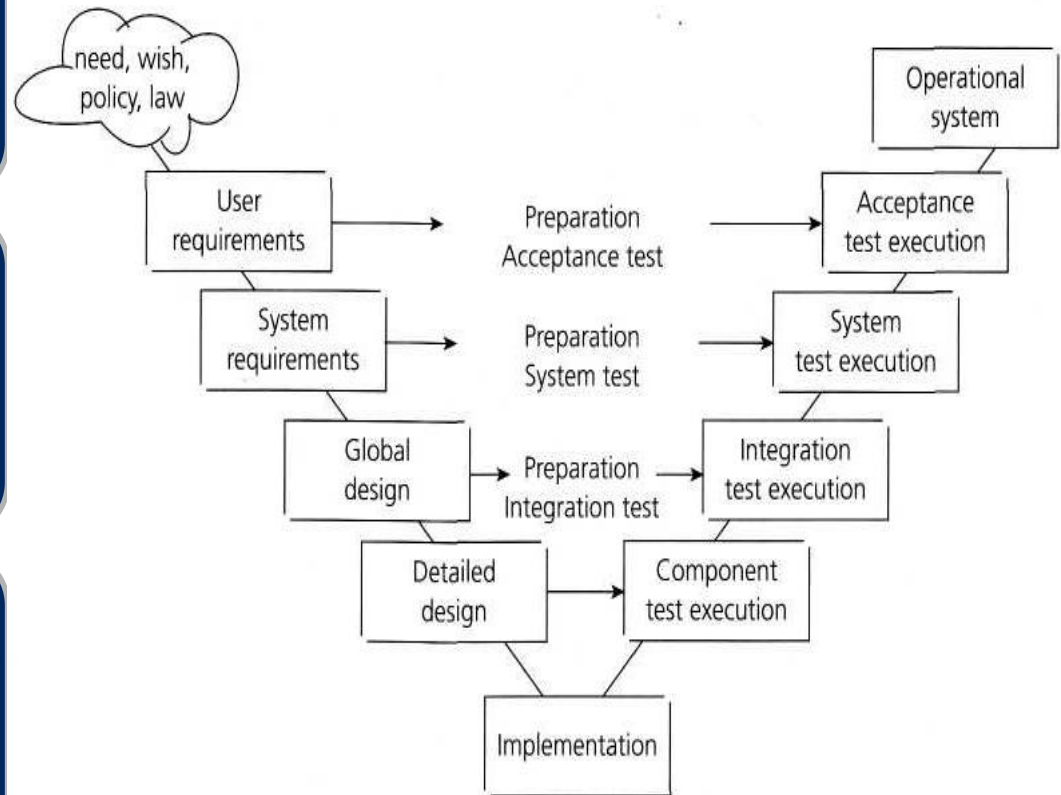 need, wish,
policy, law
Operational
system
User
requirements
Preparation
Acceptance test
Acceptance
test execution
System
requirements
Preparation
System test
System
test execution
Global
design
Preparation
Integration test
Integration
test execution
Detailed
design
Component
test execution
Implementation